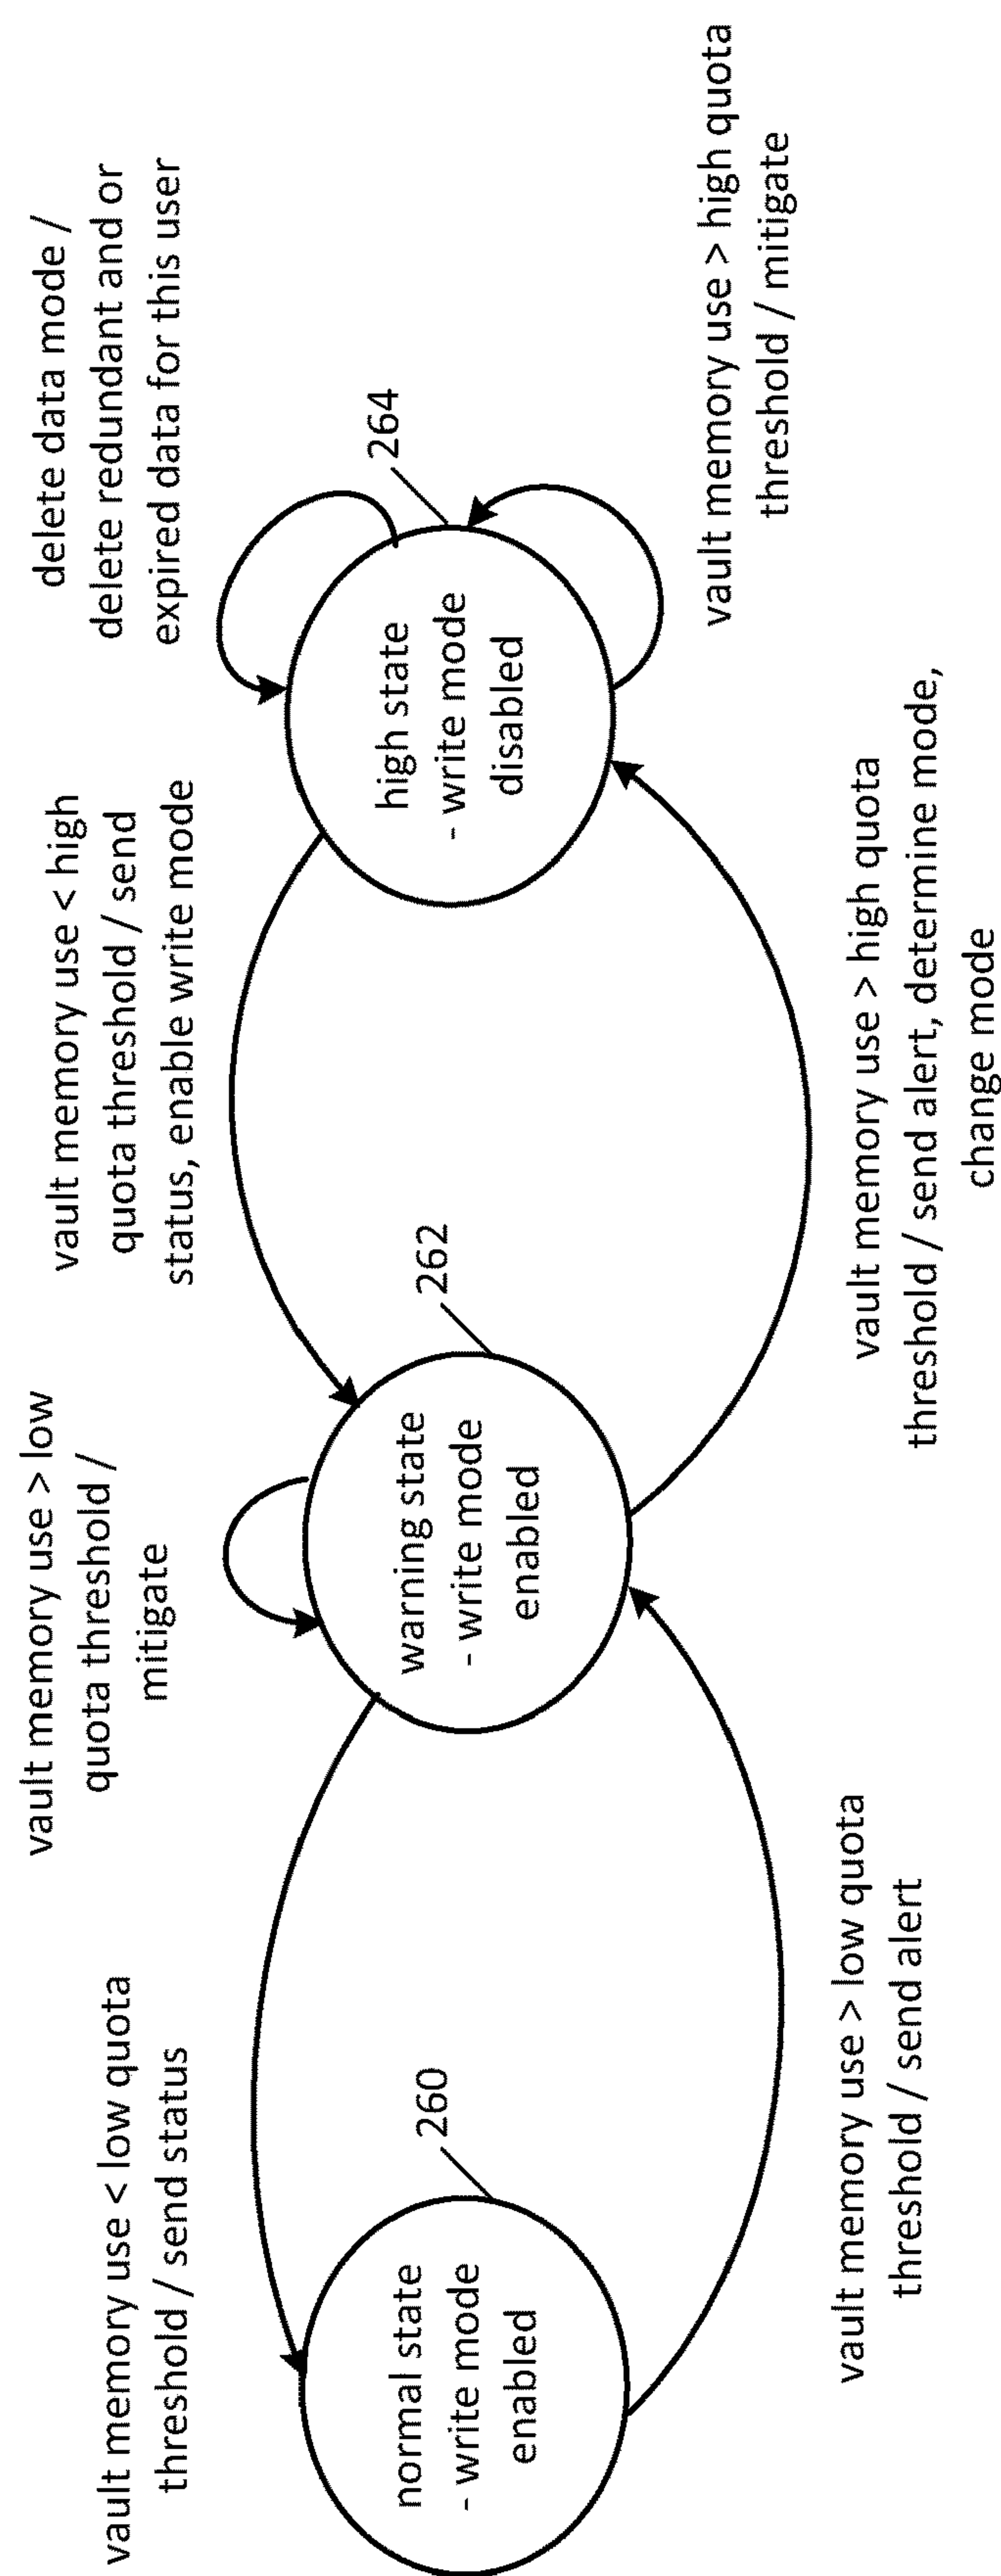 vault memory use < low quota
threshold / send status
vault memory use > low
quota threshold /
mitigate
vault memory use < high
quota threshold / send
status, enable write mode
delete data mode /
delete redundant and or
expired data for this user
normal state
- write mode
enabled
260
warning state
- write mode
enabled
262
high state
- write mode
disabled
264
vault memory use > low quota
threshold / send alert
vault memory use > high quota
threshold / send alert, determine mode,
change mode
vault memory use > high quota
threshold / mitigate